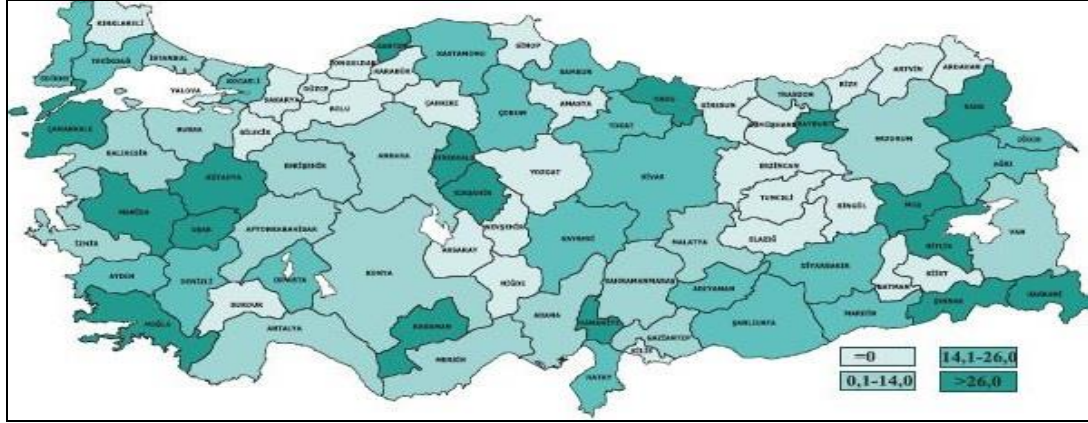 KIRKLARELİ
EDİRNE
TEKİRDAĞ
İSTANBUL
KOCAELİ
YALOVA
SAKARYA
DÜZCE
ZONGULDAK
BARTIN
KARABÜK
KASTAMONU
SİNOP
SAMSUN
ORDU
GİRESUN
TRABZON
RİZE
ARTVİN
ARDAHAN
KARS
IĞDIR
AĞRI
ERZURUM
BAYBURT
GÜMÜŞHANE
ERZİNCAN
TUNCELİ
BİNGÖL
MUŞ
BİTLİS
VAN
HAKKARİ
ŞIRNAK
SİİRT
BATMAN
MARDİN
DİYARBAKIR
ELAZIĞ
MALATYA
ADIYAMAN
ŞANLIURFA
GAZİANTEP
KİLİS
HATAY
OSMANİYE
KAHRAMANMARAŞ
ADANA
MERSİN
KARAMAN
NİĞDE
AKSARAY
NEVŞEHİR
KAYSERİ
SİVAS
TOKAT
AMASYA
ÇORUM
YOZGAT
KIRIKKALE
KIRŞEHİR
ÇANKIRI
ANKARA
BOLU
BİLECİK
ESKİŞEHİR
BURSA
ÇANAKKALE
BALIKESİR
KÜTAHYA
MANİSA
UŞAK
AFYONKARAHİSAR
İZMİR
AYDIN
DENİZLİ
ISPARTA
BURDUR
MUĞLA
ANTALYA
KONYA
=0
14,1-26,0
0,1-14,0
>26,0